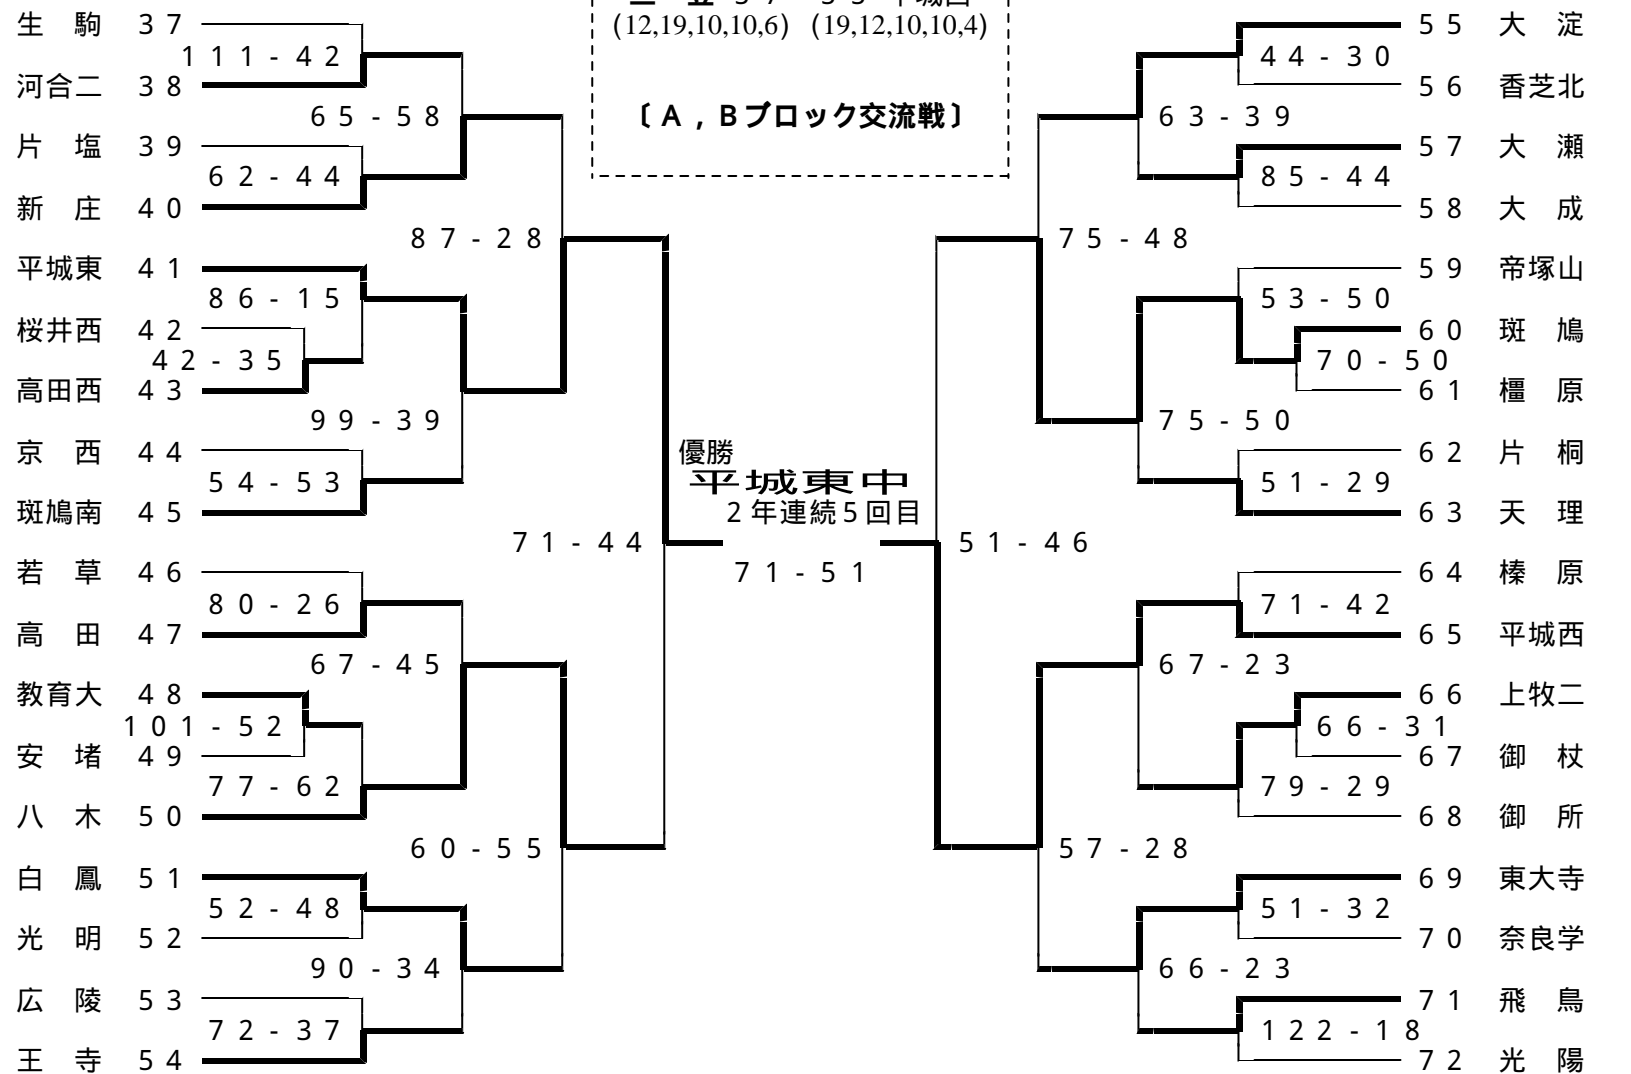 (12,19,10,10,6) (19,12,10,10,4)
〔Ａ，Ｂブロック交流戦〕
生駒 37
111-42
河合二 38
65-58
片塩 39
62-44
新庄 40
87-28
平城東 41
86-15
桜井西 42
42-35
高田西 43
99-39
京西 44
54-53
斑鳩南 45
71-44
若草 46
80-26
高田 47
67-45
教育大 48
101-52
安堵 49
77-62
八木 50
60-55
白鳳 51
52-48
光明 52
90-34
広陵 53
72-37
王寺 54
優勝
平城東中
2年連続5回目
71-51
55 大淀
44-30
56 香芝北
63-39
57 大瀬
85-44
58 大成
75-48
59 帝塚山
53-50
60 斑鳩
70-50
61 橿原
75-50
62 片桐
51-29
63 天理
51-46
64 榛原
71-42
65 平城西
67-23
66 上牧二
66-31
67 御杖
79-29
68 御所
57-28
69 東大寺
51-32
70 奈良学
66-23
71 飛鳥
122-18
72 光陽